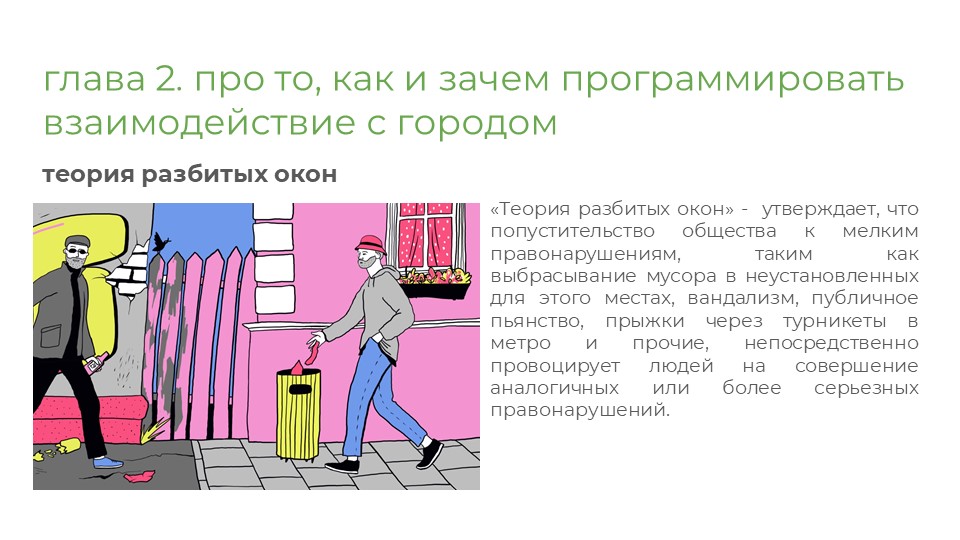 глава 2. про то, как и зачем программировать
взаимодействие с городом
теория разбитых окон
«Теория разбитых окон» - утверждает, что
попустительство общества к мелким
правонарушениям, таким как
выбрасывание мусора в неустановленных
для этого местах, вандализм, публичное
пьянство, прыжки через турникеты в
метро и прочие, непосредственно
провоцирует людей на совершение
аналогичных или более серьезных
правонарушений.